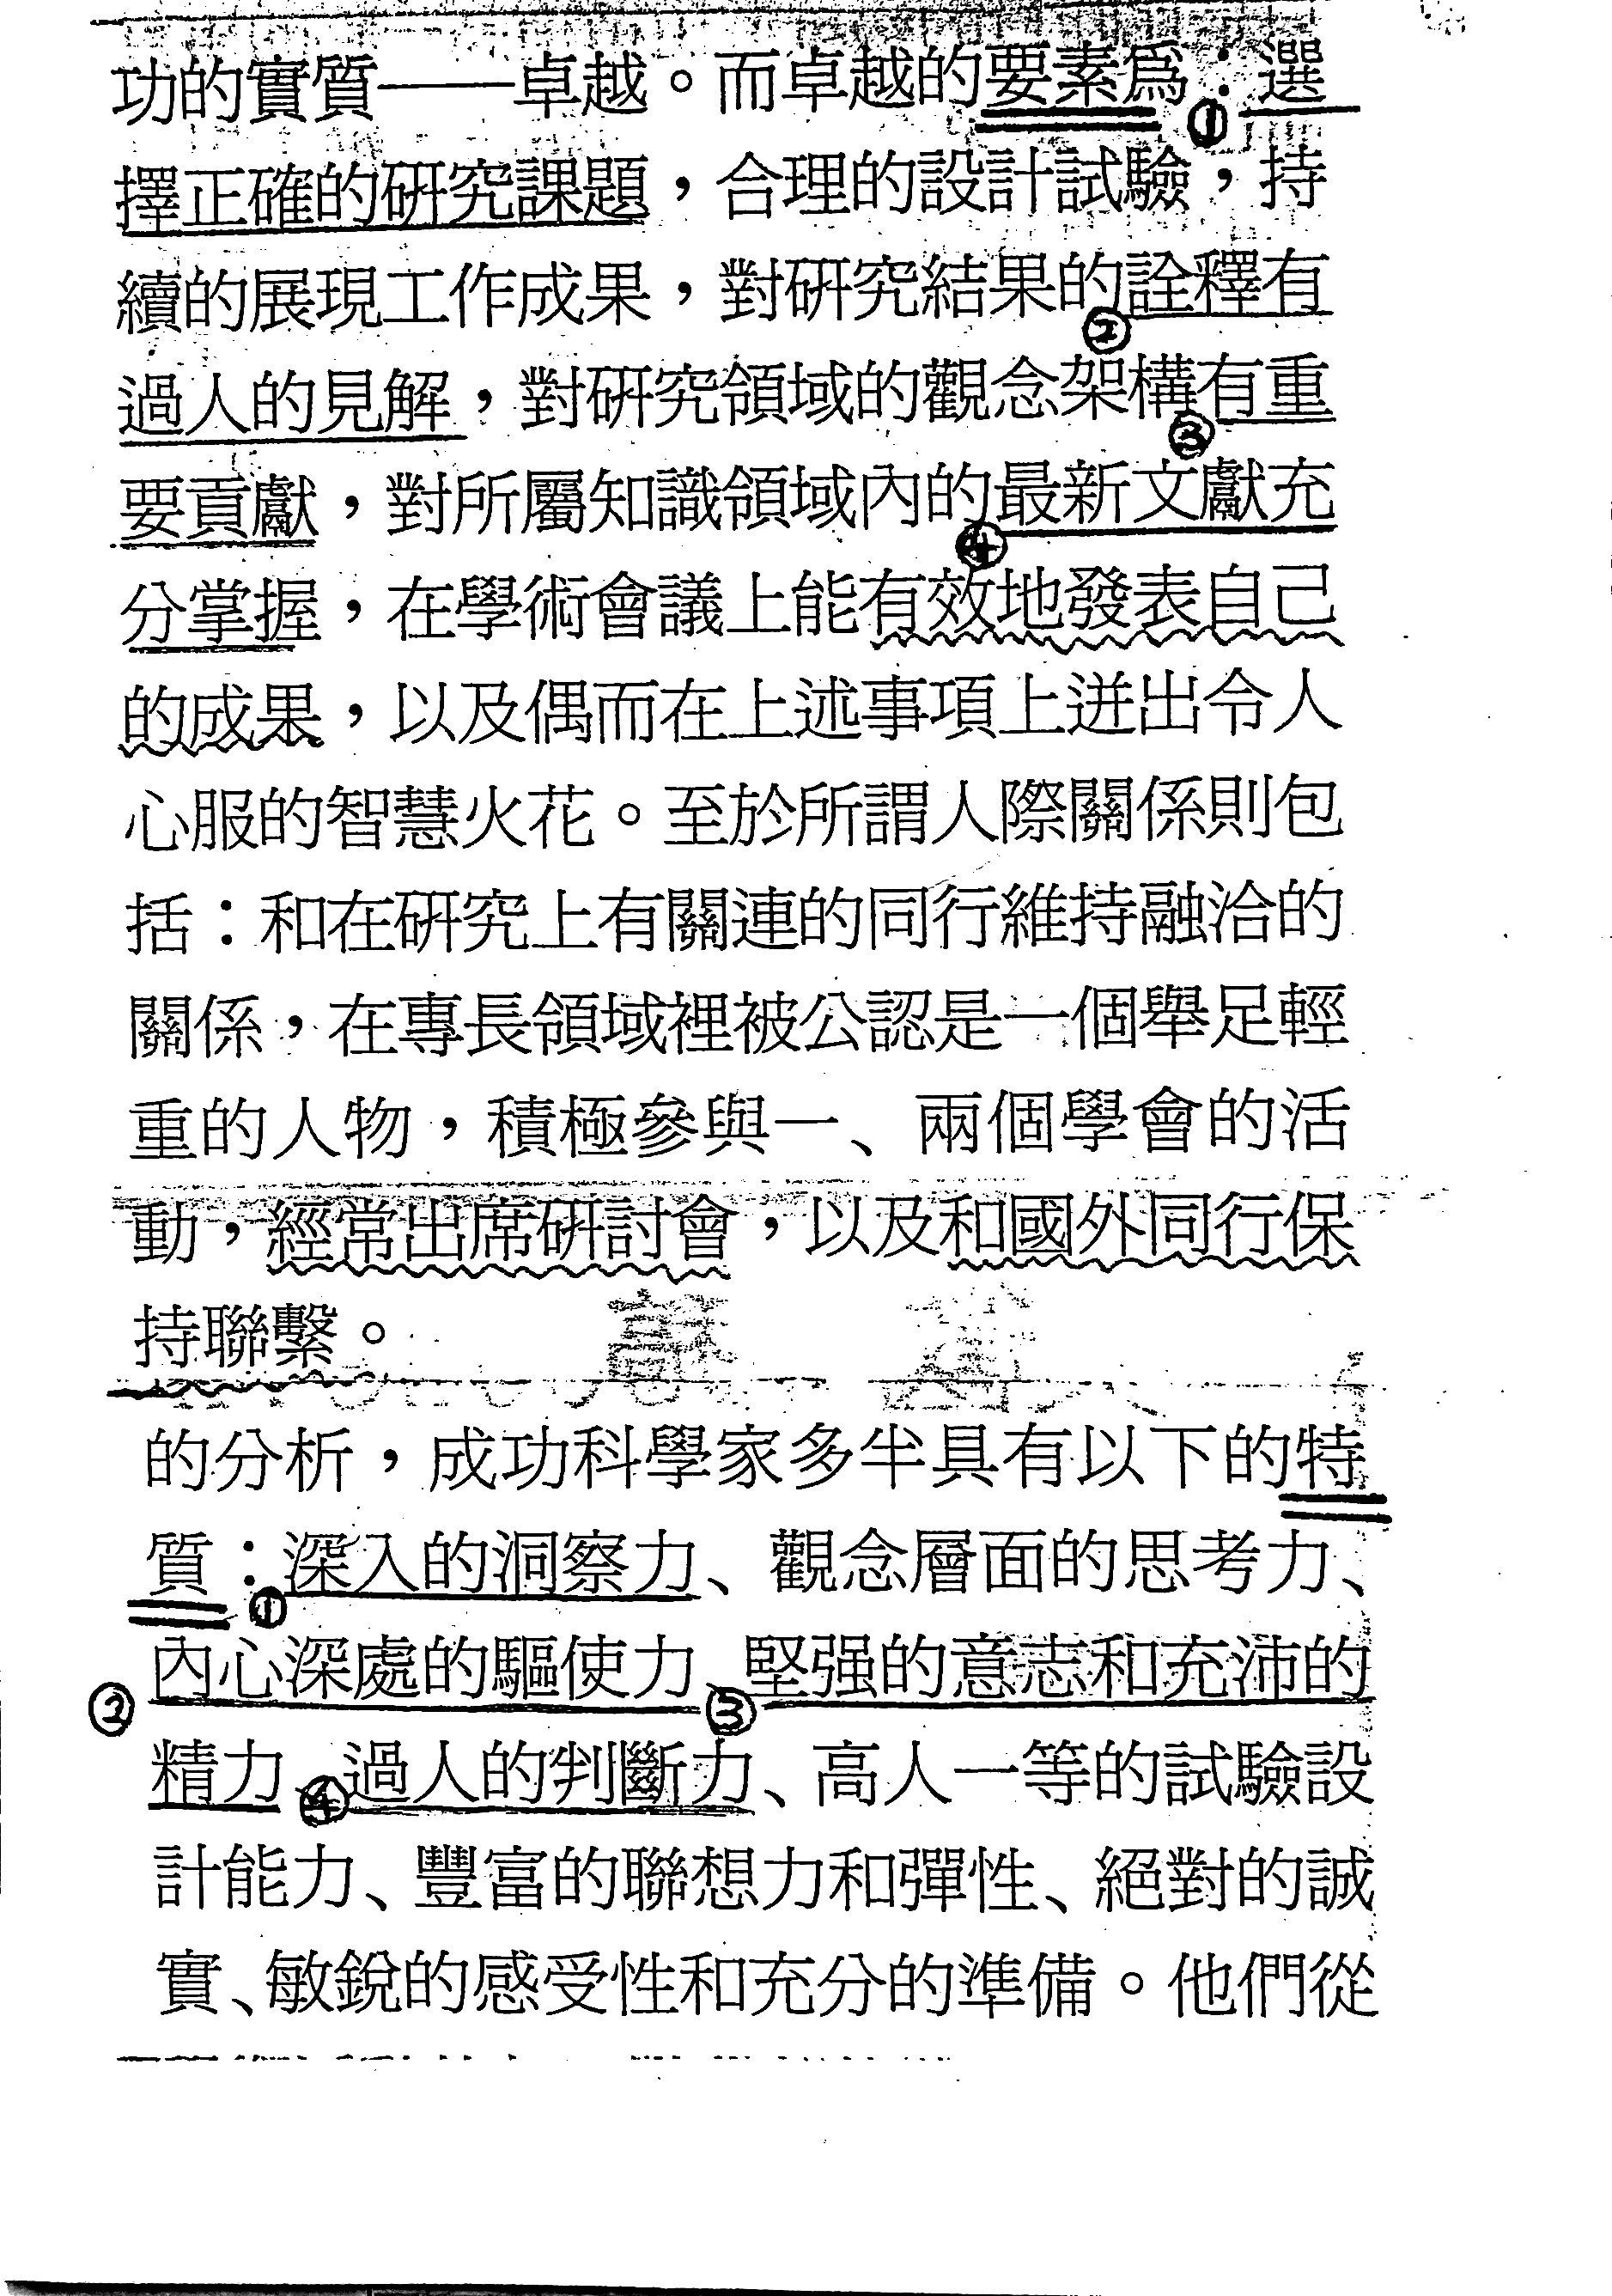 功的實質——卓越。而卓越的要素爲：①選
擇正確的研究課題，合理的設計試驗，持
續的展現工作成果，對研究結果的②詮釋有
過人的見解，對研究領域的觀念架構③有重
要貢獻，對所屬知識領域內的④最新文獻充
分掌握，在學術會議上能有效地發表自己
的成果，以及偶而在上述事項上迸出令人
心服的智慧火花。至於所謂人際關係則包
括：和在研究上有關連的同行維持融洽的
關係，在專長領域裡被公認是一個舉足輕
重的人物，積極參與一、兩個學會的活
動，經常出席研討會，以及和國外同行保
持聯繫。
的分析，成功科學家多半具有以下的特
質：①深入的洞察力、觀念層面的思考力、
②內心深處的驅使力、③堅强的意志和充沛的
精力、④過人的判斷力、高人一等的試驗設
計能力、豐富的聯想力和彈性、絕對的誠
實、敏銳的感受性和充分的準備。他們從